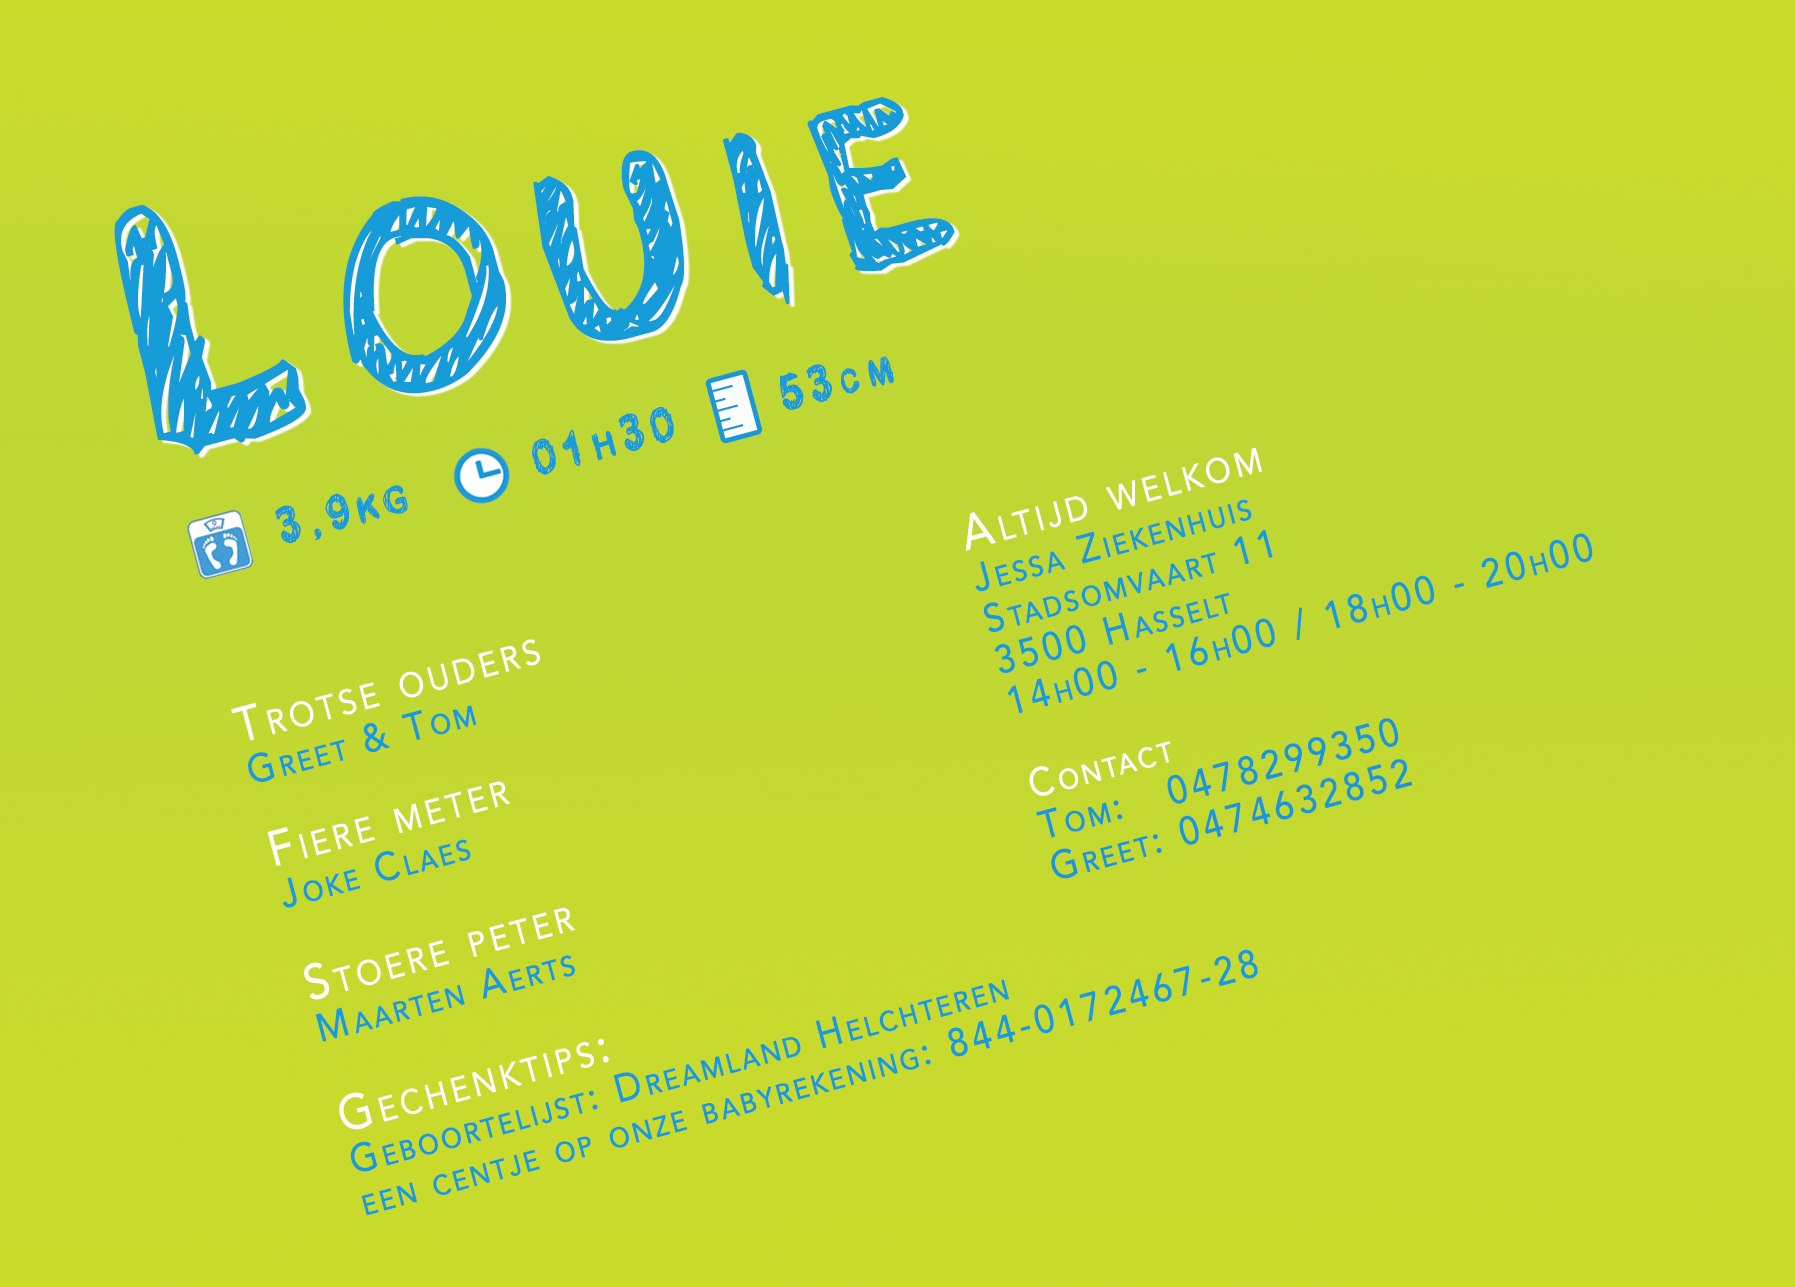 LOUIE
3,9KG 01H30 53CM
Trotse ouders
Greet & Tom
Fiere meter
Joke Claes
Stoere peter
Maarten Aerts
Gechenktips:
Geboortelijst: Dreamland Helchteren
een centje op onze babyrekening: 844-0172467-28
Altijd welkom
Jessa Ziekenhuis
Stadsomvaart 11
3500 Hasselt
14h00 - 16h00 / 18h00 - 20h00
Contact
Tom: 0478299350
Greet: 0474632852